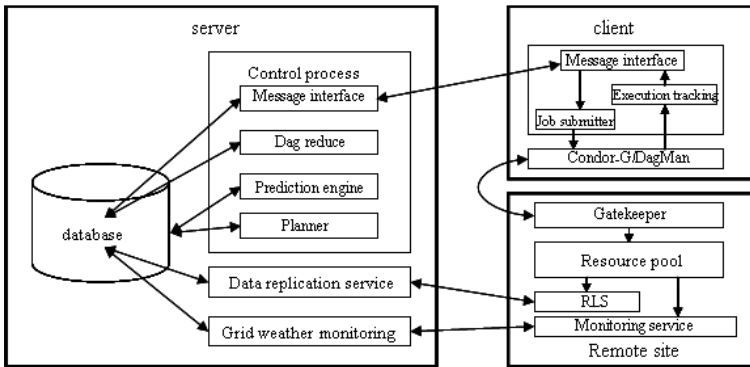 server
Control process
Message interface
Dag reduce
Prediction engine
Planner
database
Data replication service
Grid weather monitoring
client
Message interface
Execution tracking
Job submitter
Condor-G/DagMan
Gatekeeper
Resource pool
RLS
Monitoring service
Remote site